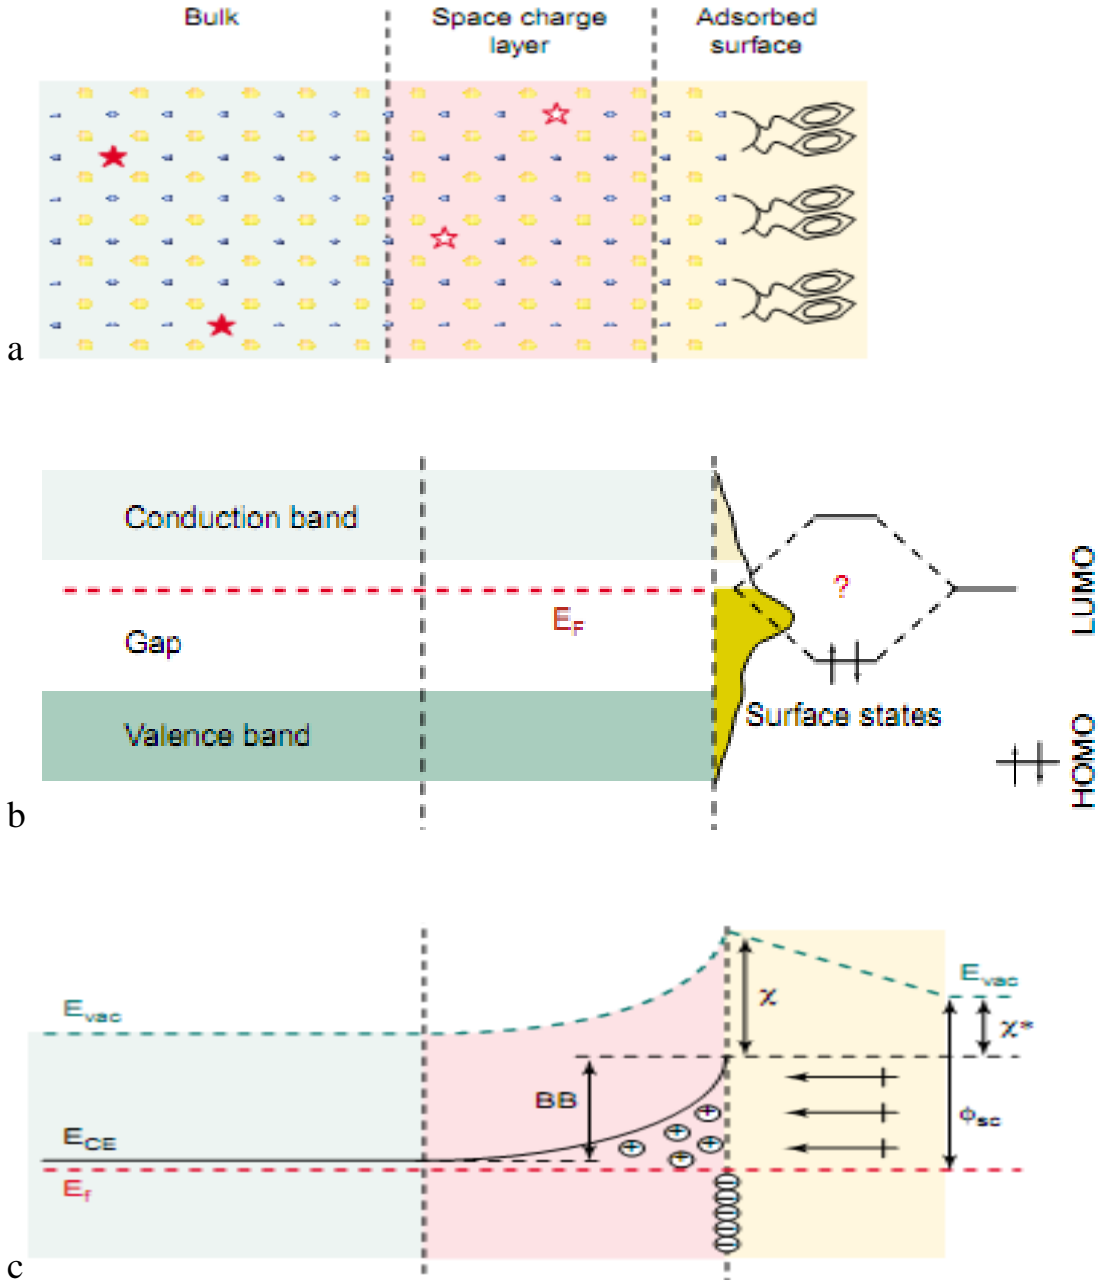 Bulk
Space charge
layer
Adsorbed
surface
a
Conduction band
E_F
Gap
?
Surface states
Valence band
LUMO
HOMO
b
E_vac
E_vac
χ
χ*
BB
ϕ_sc
E_CE
E_f
c